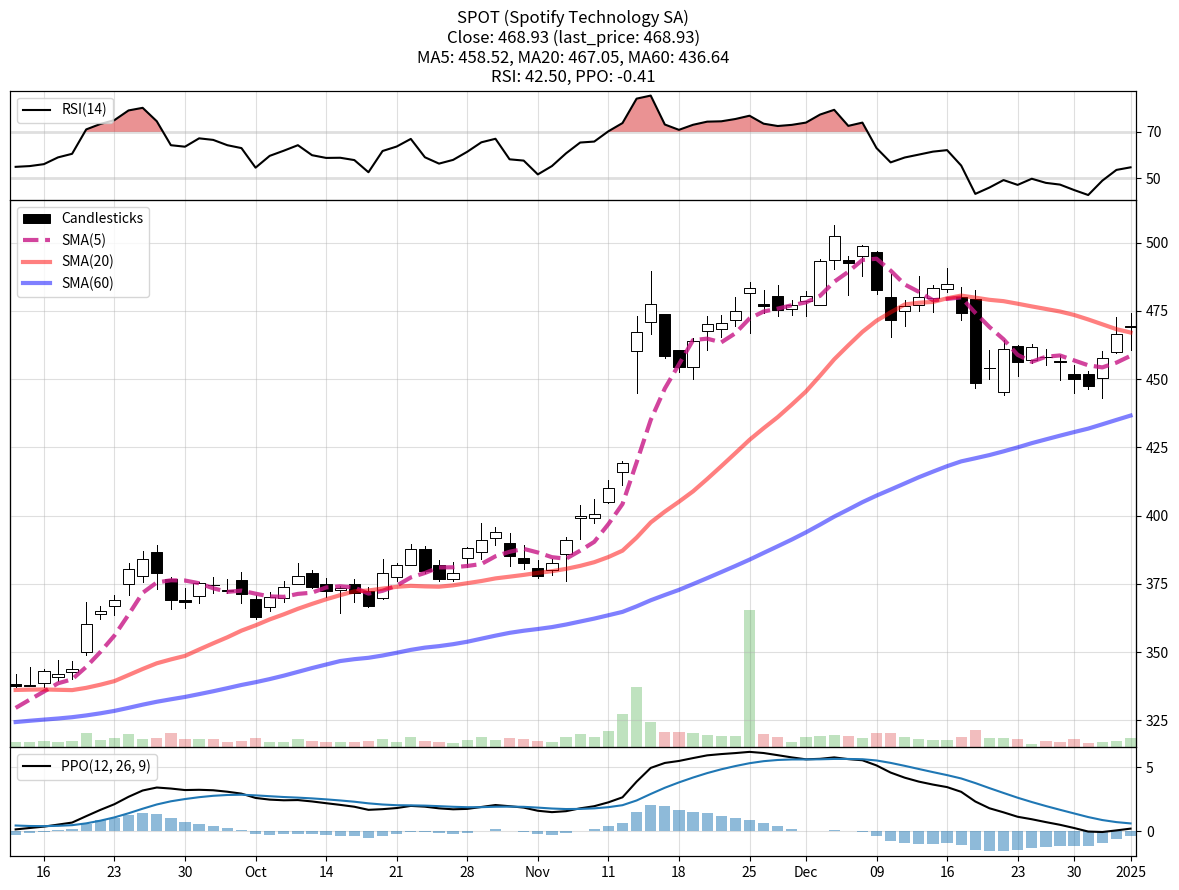 SPOT (Spotify Technology SA)
Close: 468.93 (last_price: 468.93)
MA5: 458.52, MA20: 467.05, MA60: 436.64
RSI: 42.50, PPO: -0.41
RSI(14)
70
50
Candlesticks
SMA(5)
SMA(20)
SMA(60)
500
475
450
425
400
375
350
325
PPO(12, 26, 9)
5
0
16 23 30 Oct 14 21 28 Nov 11 18 25 Dec 09 16 23 30 2025